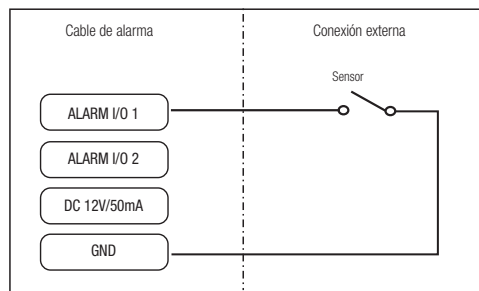 Cable de alarma
Conexión externa
Sensor
ALARM I/O 1
ALARM I/O 2
DC 12V/50mA
GND